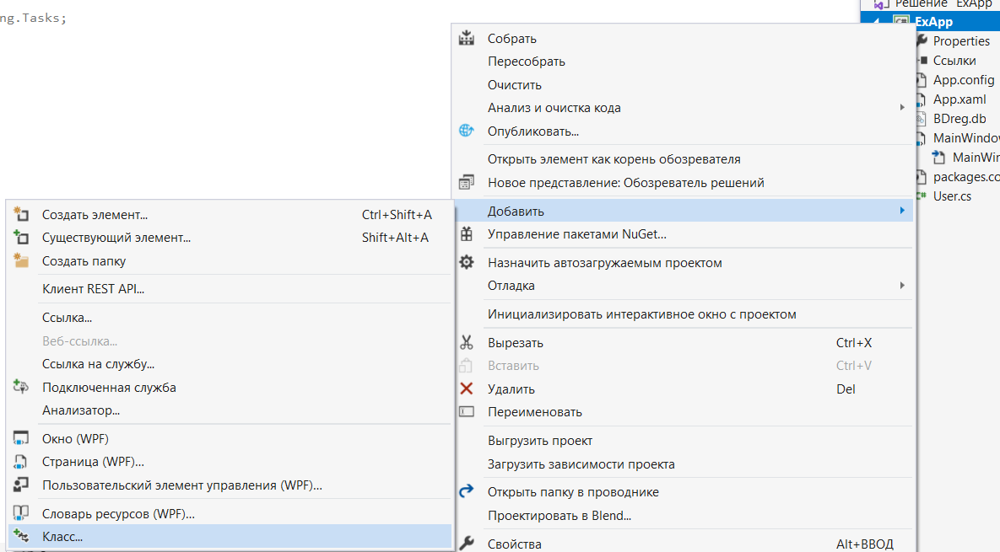 ng.Tasks;
Решение "ExApp
ExApp
Properties
Ссылки
App.config
App.xaml
BDreg.db
MainWindow
MainWin
packages.co
User.cs
Собрать
Пересобрать
Очистить
Анализ и очистка кода
Опубликовать...
Открыть элемент как корень обозревателя
Новое представление: Обозреватель решений
Добавить
Управление пакетами NuGet...
Назначить автозагружаемым проектом
Отладка
Инициализировать интерактивное окно с проектом
Вырезать Ctrl+X
Вставить Ctrl+V
Удалить Del
Переименовать
Выгрузить проект
Загрузить зависимости проекта
Открыть папку в проводнике
Проектировать в Blend...
Свойства Alt+ВВОД
Создать элемент... Ctrl+Shift+A
Существующий элемент... Shift+Alt+A
Создать папку
Клиент REST API...
Ссылка...
Веб-ссылка...
Ссылка на службу...
Подключенная служба
Анализатор...
Окно (WPF)
Страница (WPF)...
Пользовательский элемент управления (WPF)...
Словарь ресурсов (WPF)...
Класс...